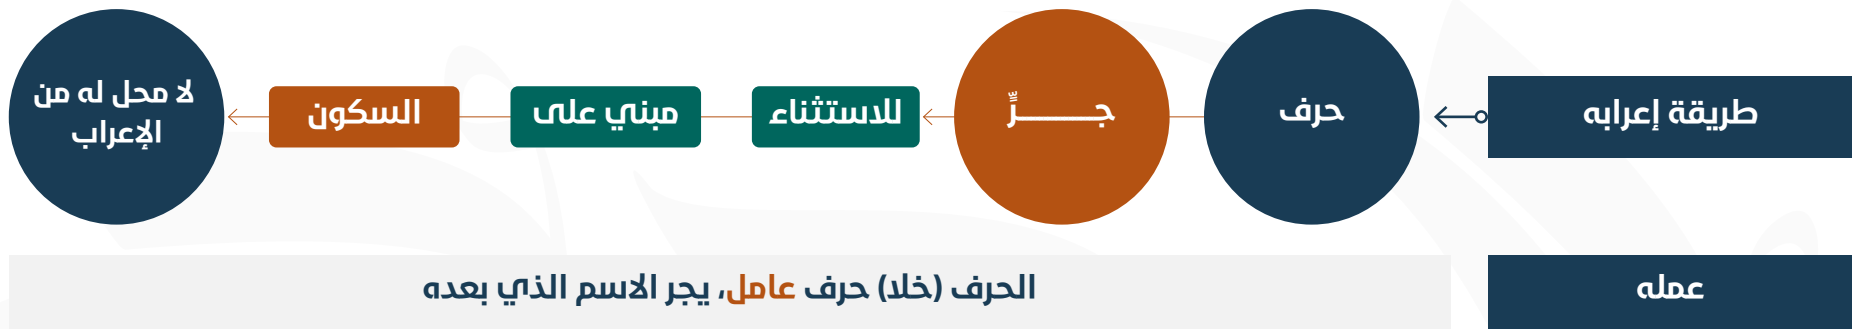 طريقة إعرابه
حرف
جـــــرٍّ
للاستثناء
مبني على
السكون
لا محل له من
الإعراب
عمله
الحرف (خلا) حرف عامل، يجر الاسم الذي بعده